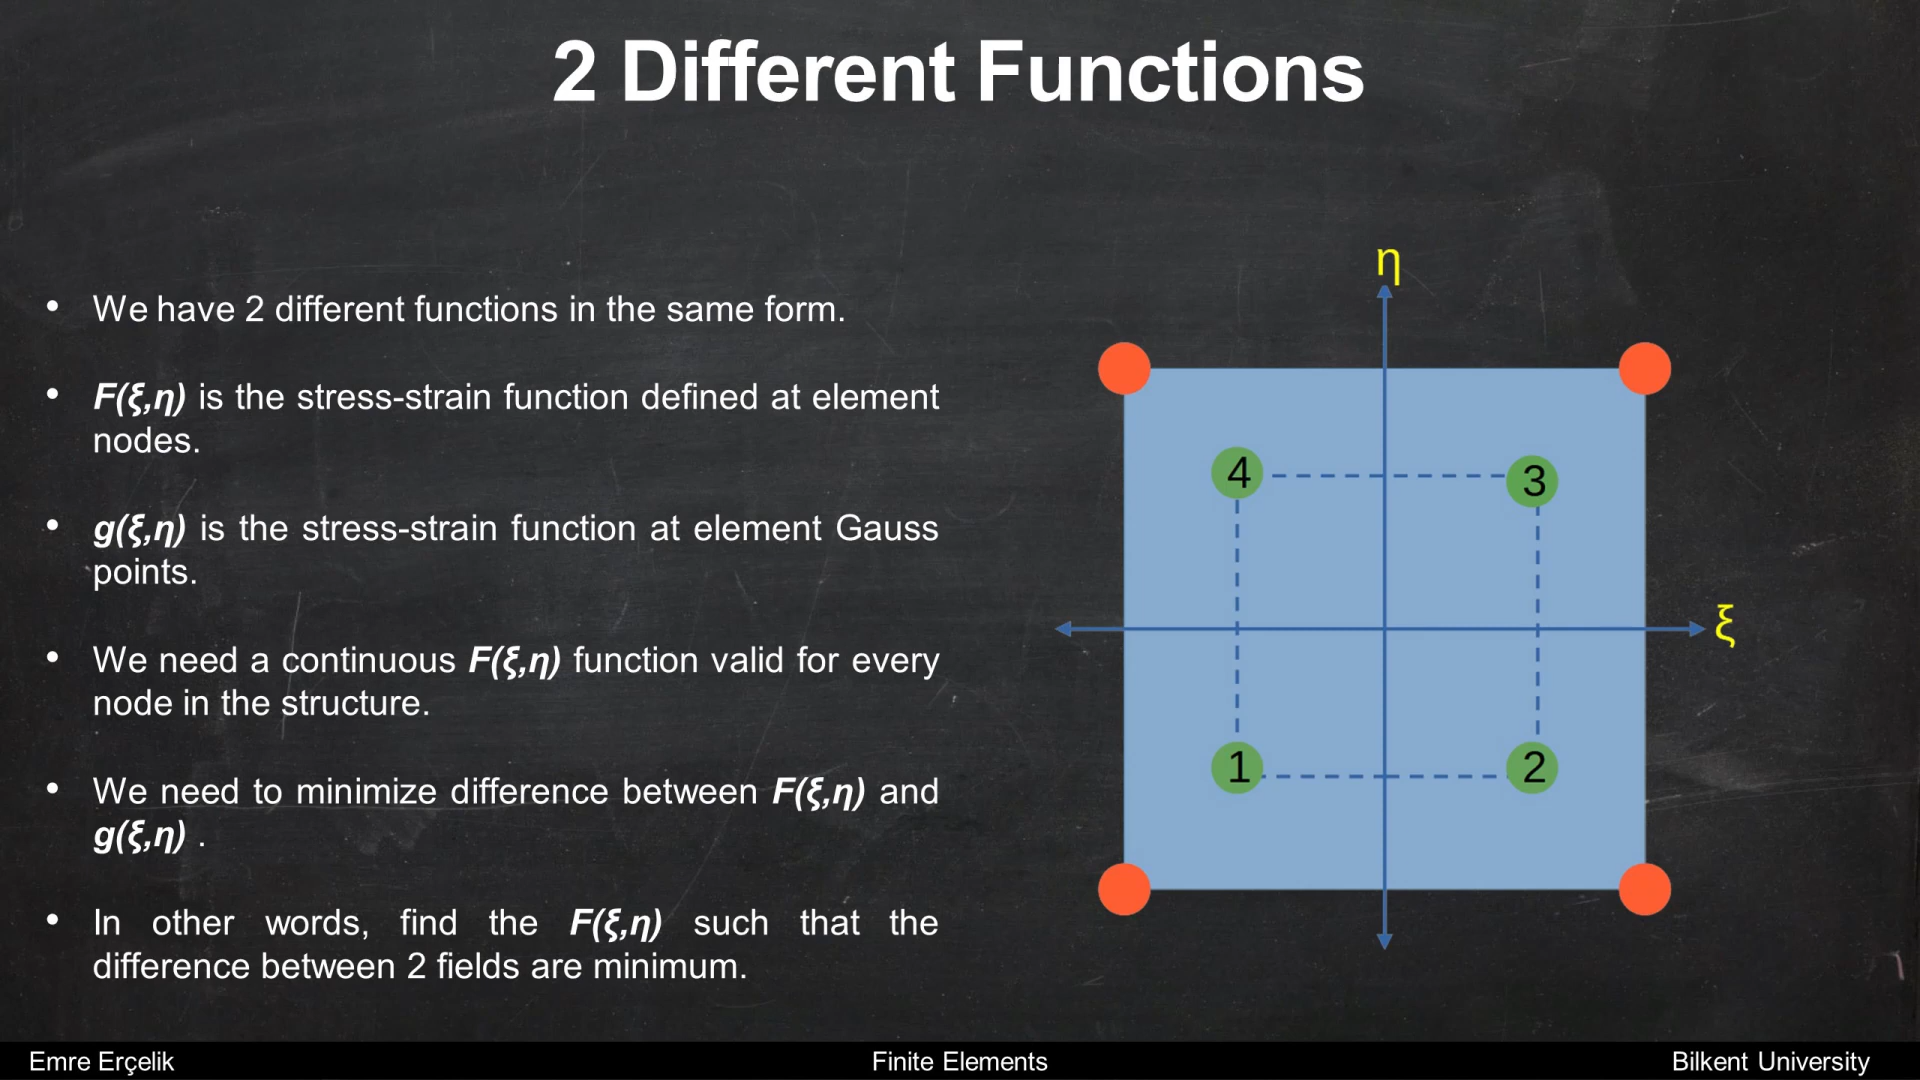 2 Different Functions
• We have 2 different functions in the same form.
• F(ξ,η) is the stress-strain function defined at element
nodes.
• g(ξ,η) is the stress-strain function at element Gauss
points.
• We need a continuous F(ξ,η) function valid for every
node in the structure.
• We need to minimize difference between F(ξ,η) and
g(ξ,η) .
• In other words, find the F(ξ,η) such that the
difference between 2 fields are minimum.
η
4 3
ξ
1 2
Emre Erçelik Finite Elements Bilkent University